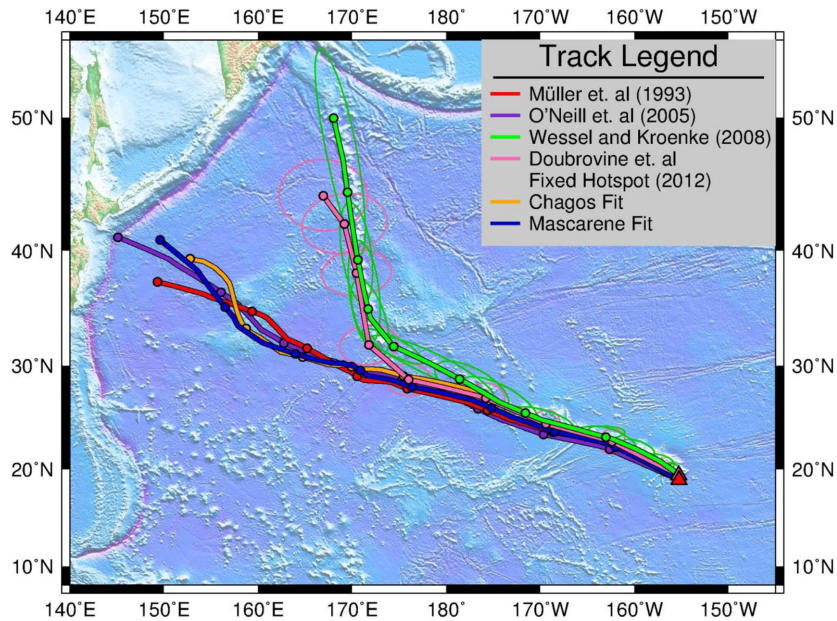 140˚E 150˚E 160˚E 170˚E 180˚ 170˚W 160˚W 150˚W
Track Legend
Müller et. al (1993)
O'Neill et. al (2005)
Wessel and Kroenke (2008)
Doubrovine et. al
Fixed Hotspot (2012)
Chagos Fit
Mascarene Fit
50˚N 50˚N
40˚N 40˚N
30˚N 30˚N
20˚N 20˚N
10˚N 10˚N
140˚E 150˚E 160˚E 170˚E 180˚ 170˚W 160˚W 150˚W